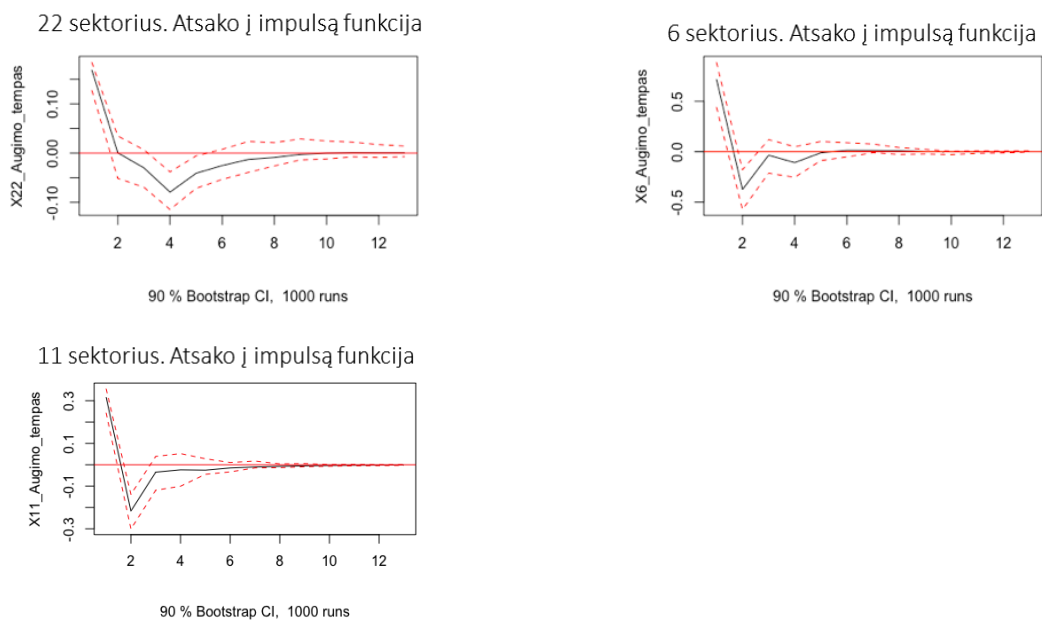 22 sektorius. Atsako į impulsą funkcija
X22_Augimo_tempas
0.10
0.00
-0.10
2 4 6 8 10 12
90 % Bootstrap CI, 1000 runs
6 sektorius. Atsako į impulsą funkcija
X6_Augimo_tempas
0.5
0.0
-0.5
2 4 6 8 10 12
90 % Bootstrap CI, 1000 runs
11 sektorius. Atsako į impulsą funkcija
X11_Augimo_tempas
0.3
0.1
-0.1
-0.3
2 4 6 8 10 12
90 % Bootstrap CI, 1000 runs